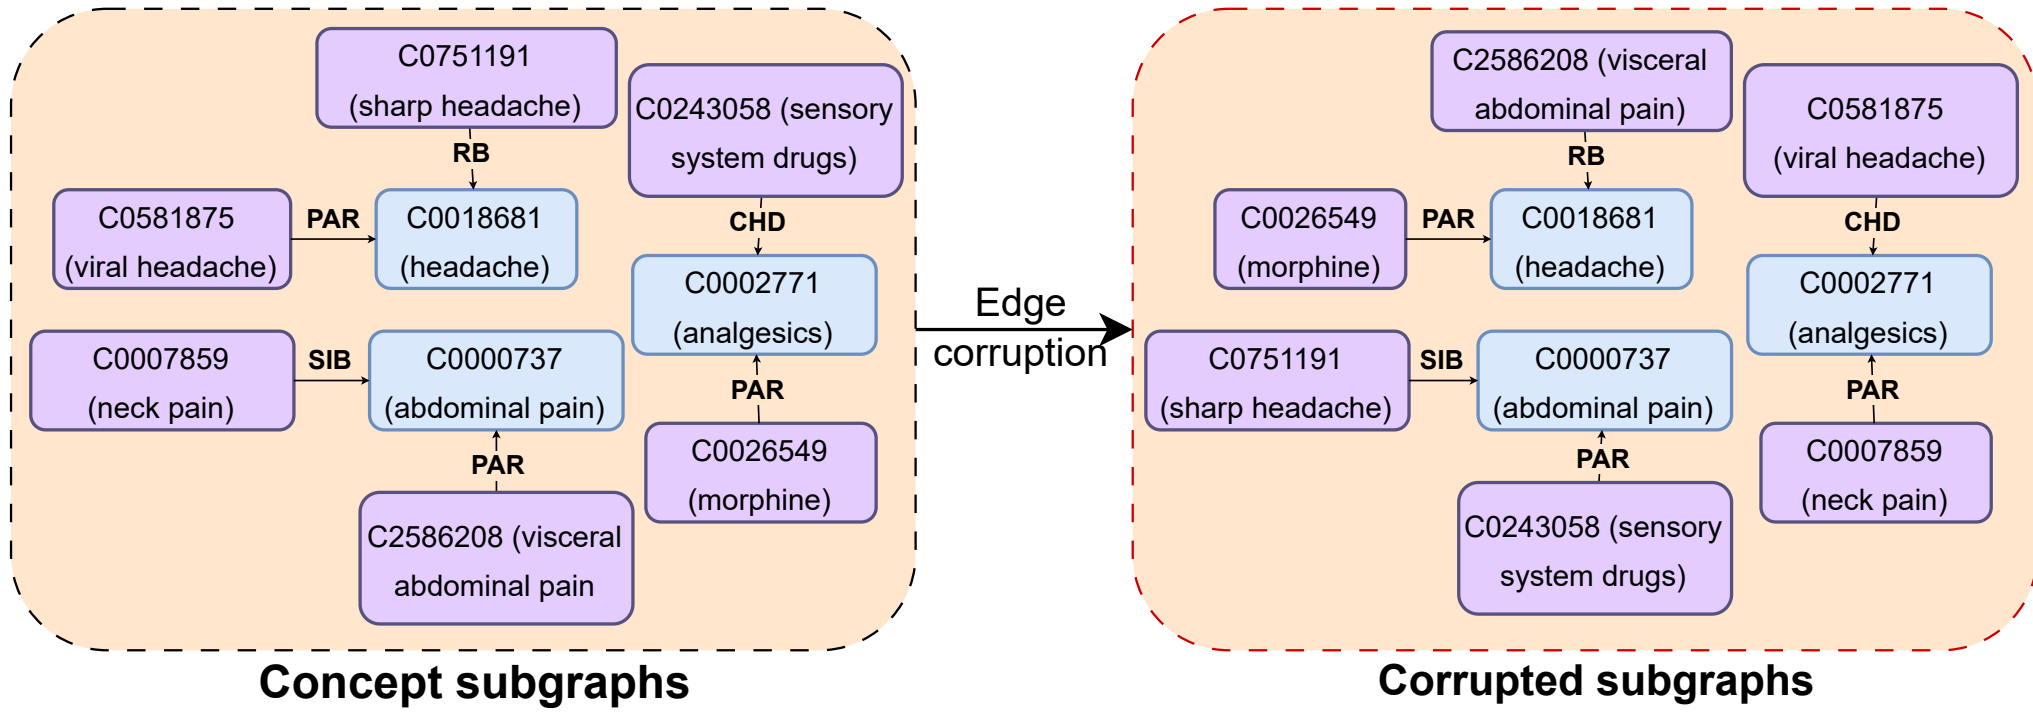 C0751191
(sharp headache)
RB
C0581875
(viral headache)
PAR
C0018681
(headache)
C0243058 (sensory
system drugs)
CHD
C0002771
(analgesics)
PAR
C0026549
(morphine)
C0007859
(neck pain)
SIB
C0000737
(abdominal pain)
PAR
C2586208 (visceral
abdominal pain
Concept subgraphs
Edge
corruption
C2586208 (visceral
abdominal pain)
RB
C0026549
(morphine)
PAR
C0018681
(headache)
C0581875
(viral headache)
CHD
C0002771
(analgesics)
PAR
C0007859
(neck pain)
C0751191
(sharp headache)
SIB
C0000737
(abdominal pain)
PAR
C0243058 (sensory
system drugs)
Corrupted subgraphs